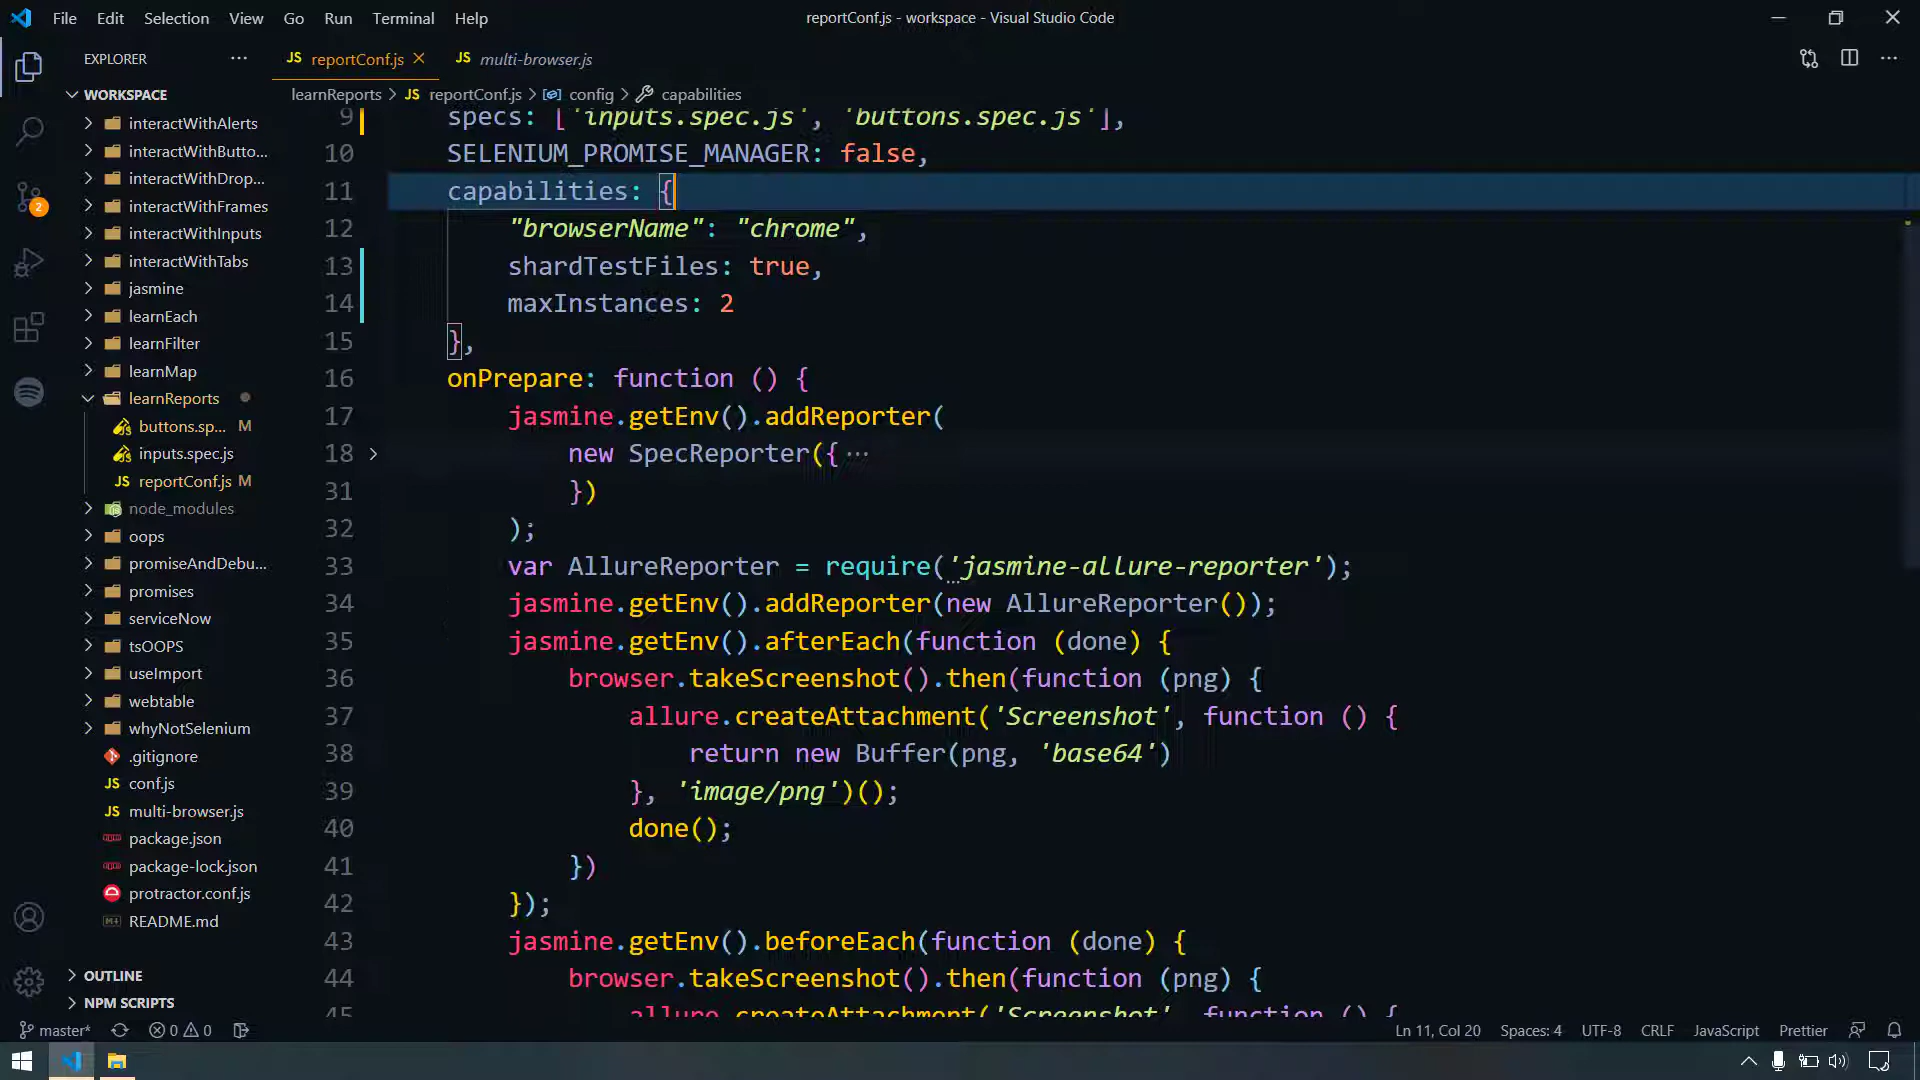 File Edit Selection View Go Run Terminal Help
reportConf.js - workspace - Visual Studio Code
EXPLORER ···
JS reportConf.js
JS multi-browser.js
learnReports > JS reportConf.js > config > capabilities
WORKSPACE
interactWithAlerts
interactWithButto...
interactWithDrop...
interactWithFrames
interactWithInputs
interactWithTabs
jasmine
learnEach
learnFilter
learnMap
learnReports
buttons.sp... M
inputs.spec.js
JS reportConf.js M
node_modules
oops
promiseAndDebu...
promises
serviceNow
tsOOPS
useImport
webtable
whyNotSelenium
.gitignore
JS conf.js
JS multi-browser.js
package.json
package-lock.json
protractor.conf.js
README.md
OUTLINE
NPM SCRIPTS
2
9 specs: ['inputs.spec.js', 'buttons.spec.js'],
10 SELENIUM_PROMISE_MANAGER: false,
11 capabilities: {
12 "browserName": "chrome",
13 shardTestFiles: true,
14 maxInstances: 2
15 },
16 onPrepare: function () {
17 jasmine.getEnv().addReporter(
18 new SpecReporter({ ···
31 })
32 );
33 var AllureReporter = require('jasmine-allure-reporter');
34 jasmine.getEnv().addReporter(new AllureReporter());
35 jasmine.getEnv().afterEach(function (done) {
36 browser.takeScreenshot().then(function (png) {
37 allure.createAttachment('Screenshot', function () {
38 return new Buffer(png, 'base64')
39 }, 'image/png')();
40 done();
41 })
42 });
43 jasmine.getEnv().beforeEach(function (done) {
44 browser.takeScreenshot().then(function (png) {
45 allure.createAttachment('Screenshot', function () {
master* 0 0
Ln 11, Col 20 Spaces: 4 UTF-8 CRLF JavaScript Prettier